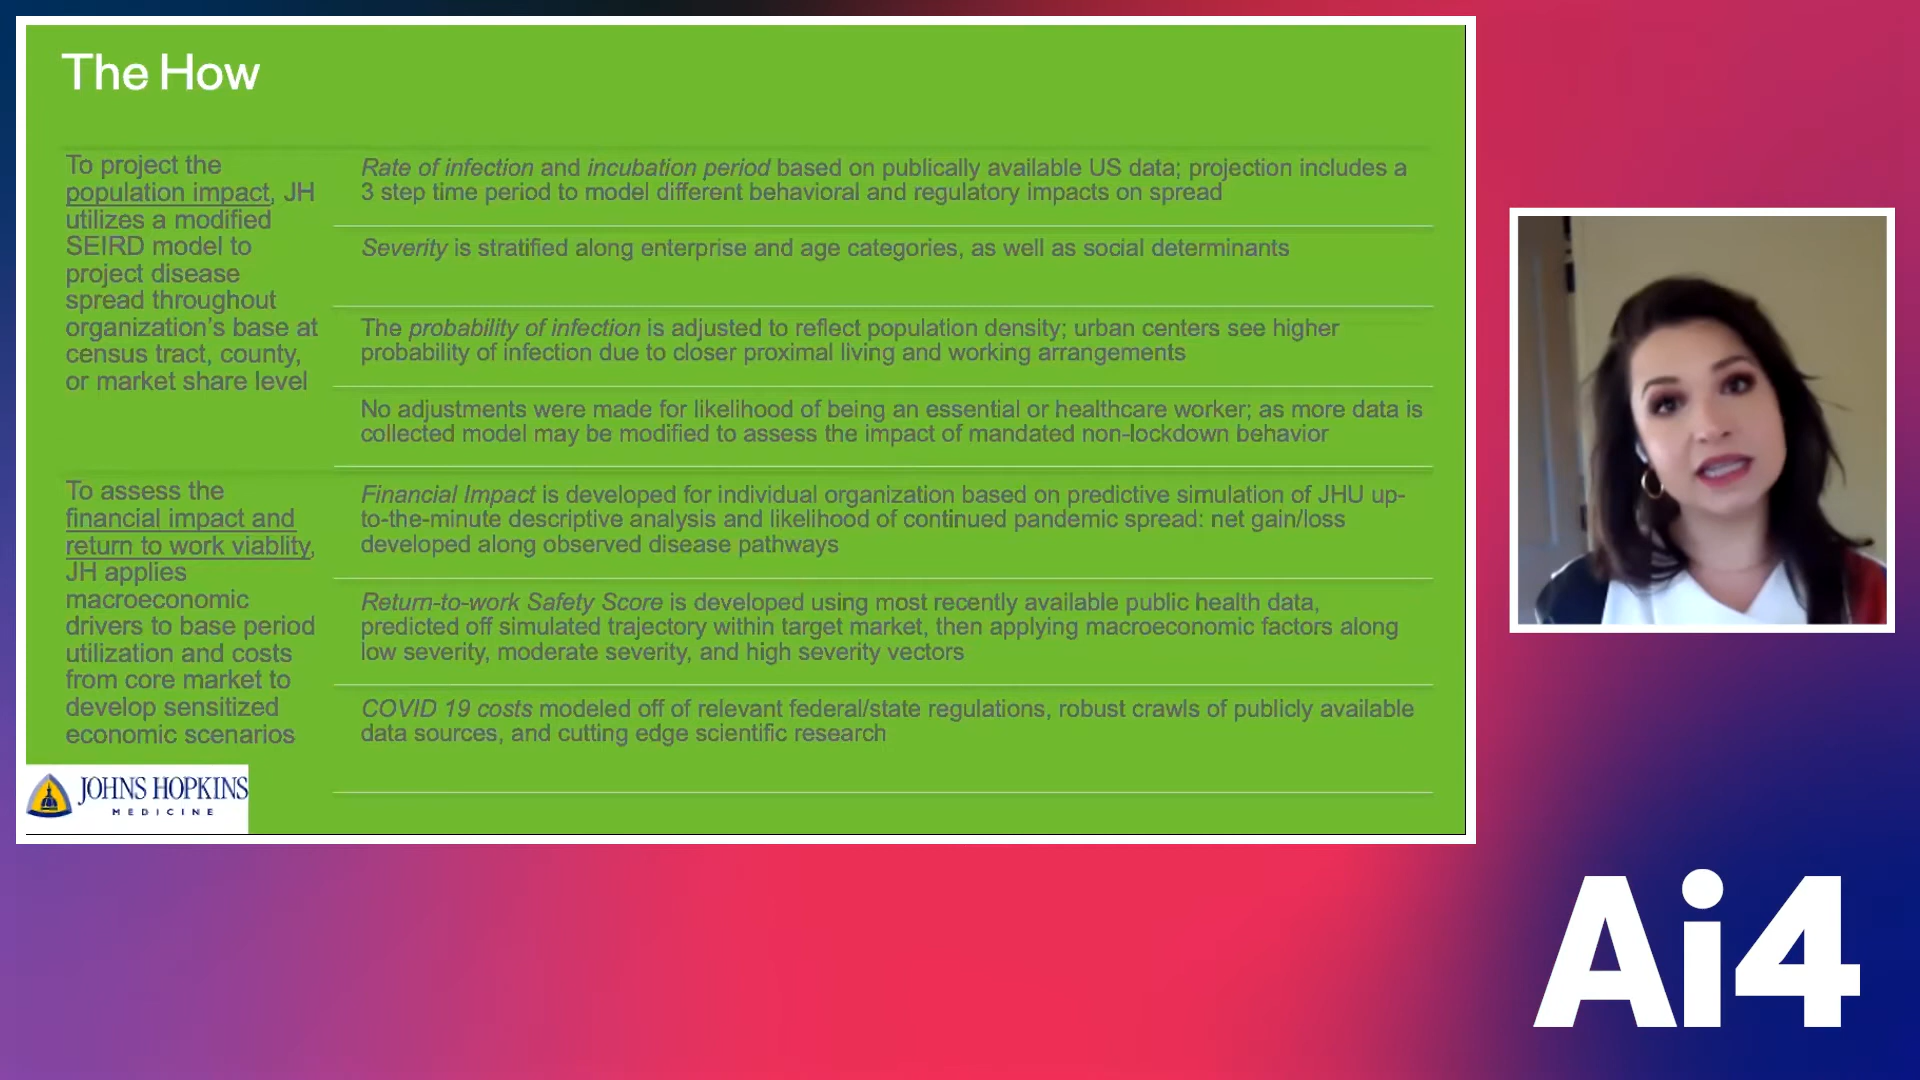 The How
To project the
population impact, JH
utilizes a modified
SEIRD model to
project disease
spread throughout
organization's base at
census tract, county,
or market share level
Rate of infection and incubation period based on publically available US data; projection includes a
3 step time period to model different behavioral and regulatory impacts on spread
Severity is stratified along enterprise and age categories, as well as social determinants
The probability of infection is adjusted to reflect population density; urban centers see higher
probability of infection due to closer proximal living and working arrangements
No adjustments were made for likelihood of being an essential or healthcare worker; as more data is
collected model may be modified to assess the impact of mandated non-lockdown behavior
To assess the
financial impact and
return to work viablity,
JH applies
macroeconomic
drivers to base period
utilization and costs
from core market to
develop sensitized
economic scenarios
Financial Impact is developed for individual organization based on predictive simulation of JHU up-
to-the-minute descriptive analysis and likelihood of continued pandemic spread: net gain/loss
developed along observed disease pathways
Return-to-work Safety Score is developed using most recently available public health data,
predicted off simulated trajectory within target market, then applying macroeconomic factors along
low severity, moderate severity, and high severity vectors
COVID 19 costs modeled off of relevant federal/state regulations, robust crawls of publicly available
data sources, and cutting edge scientific research
JOHNS HOPKINS
MEDICINE
Ai4